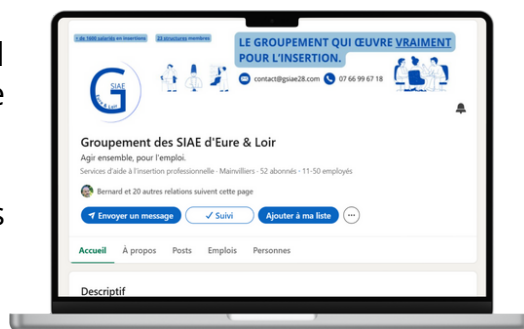 + de 1600 salariés en insertions 23 structures membres
LE GROUPEMENT QUI ŒUVRE VRAIMENT
POUR L'INSERTION.
contact@gsiae28.com 07 66 99 67 18
SIAE
G
Eure & Loir
Groupement des SIAE d'Eure & Loir
Agir ensemble, pour l'emploi.
Services d'aide à l'insertion professionnelle · Mainvilliers · 52 abonnés · 11-50 employés
Bernard et 20 autres relations suivent cette page
Envoyer un message Suivi Ajouter à ma liste
Accueil À propos Posts Emplois Personnes
Descriptif